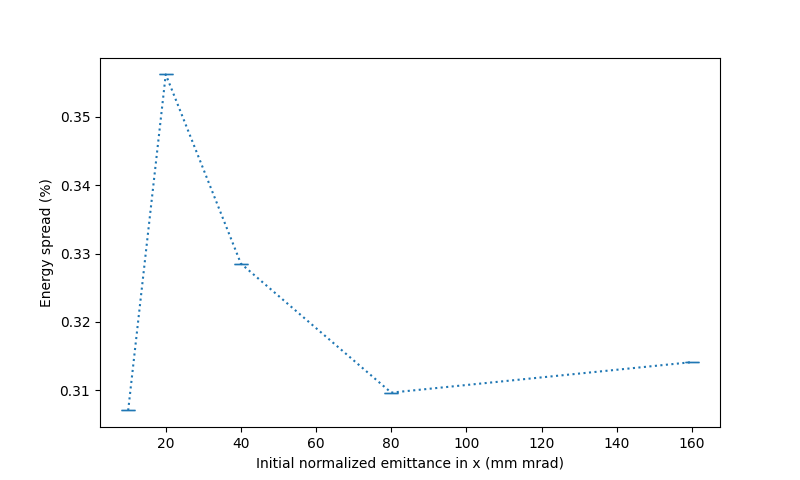 0.35
0.34
0.33
0.32
0.31
Energy spread (%)
20 40 60 80 100 120 140 160
Initial normalized emittance in x (mm mrad)